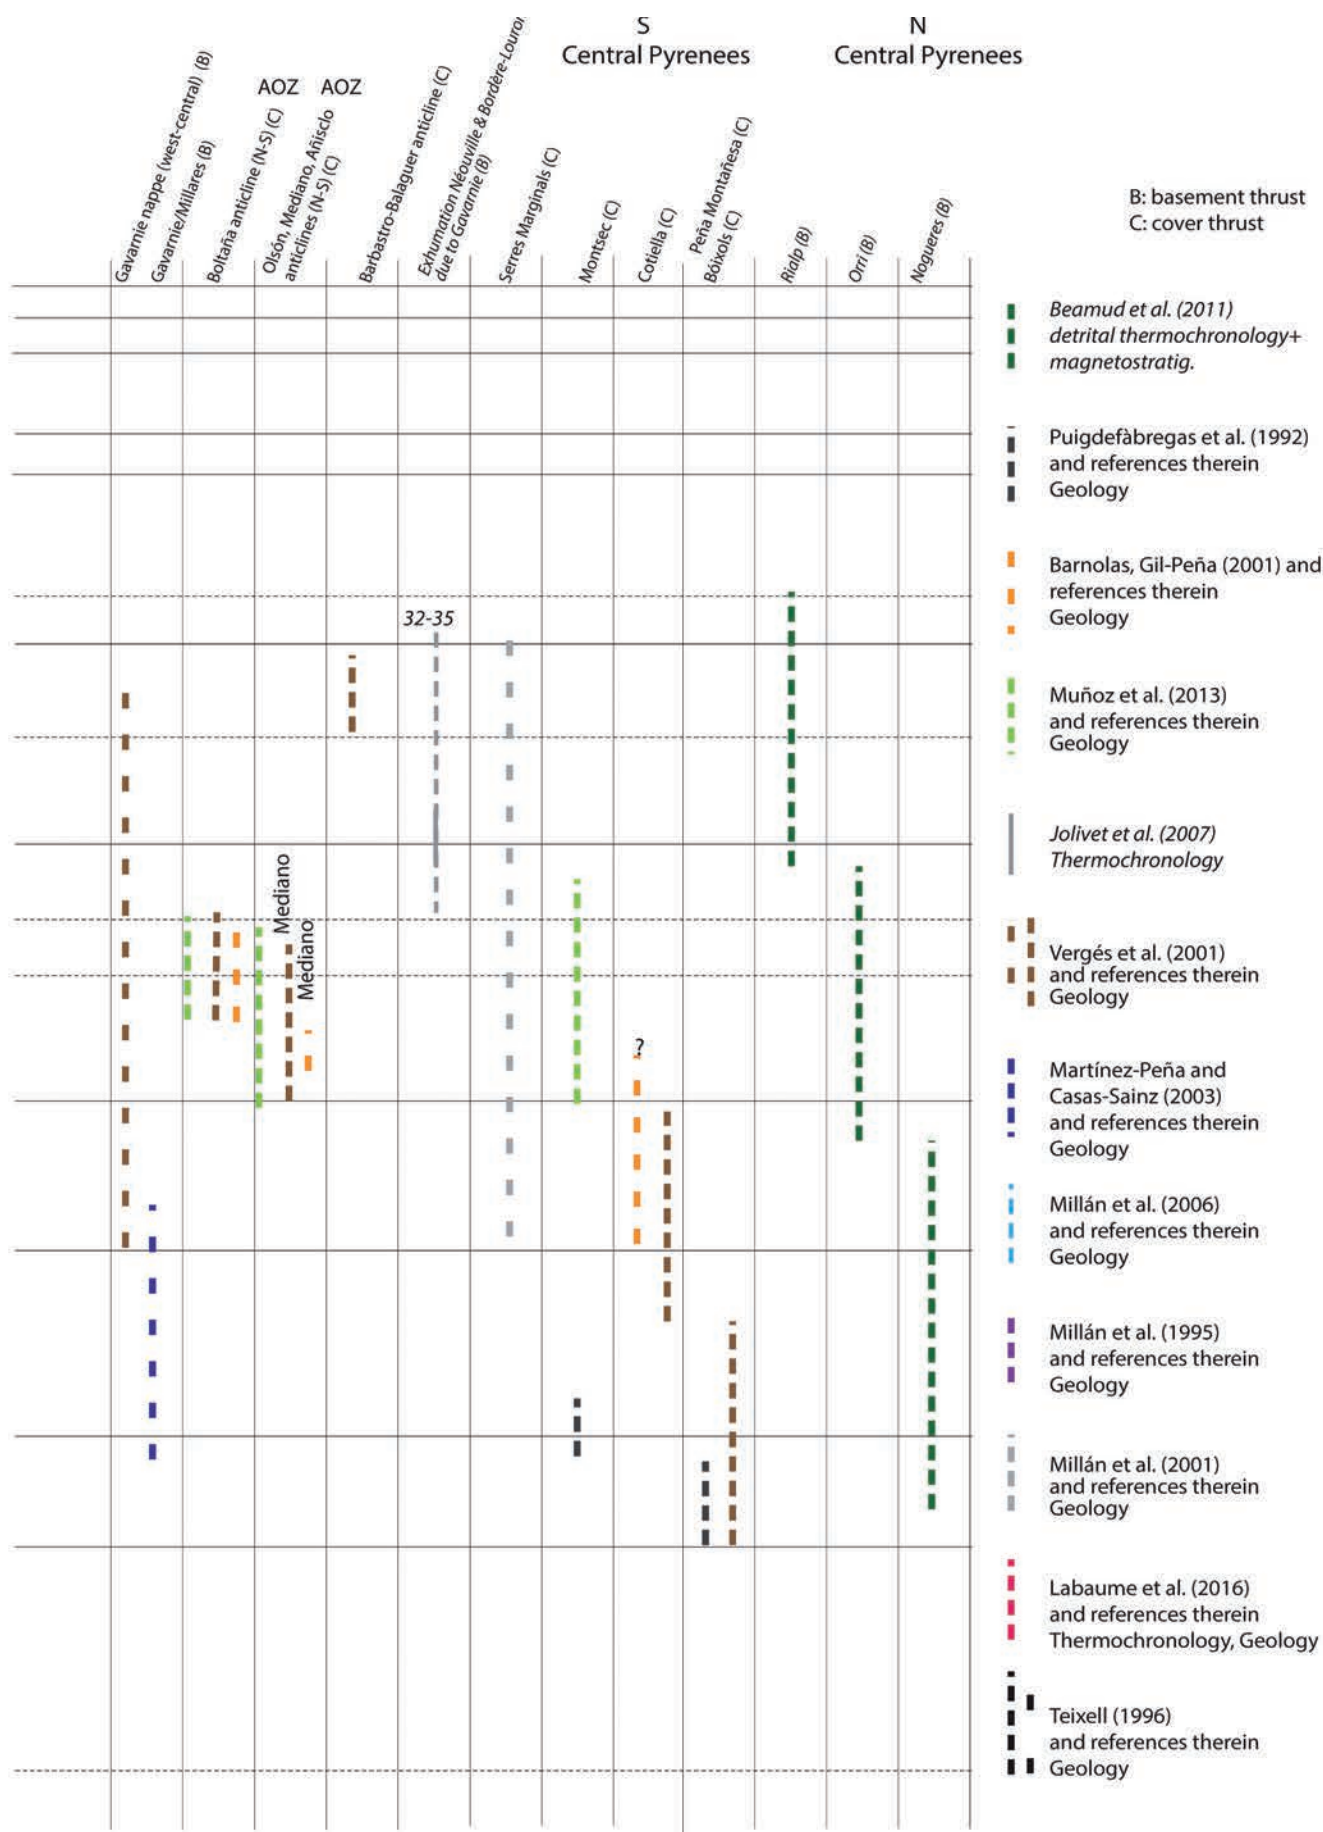 S
Central Pyrenees
N
Central Pyrenees
Gavarnie nappe (west-central) (B)
Gavarnie/Millares (B)
AOZ
Boltaña anticline (N-S) (C)
AOZ
Olsón, Mediano, Añisclo
anticlines (N-S) (C)
Barbastro-Balaguer anticline (C)
Exhumation Néouville & Bordère-Louron
due to Gavarnie (B)
Serres Marginals (C)
Montsec (C)
Cotiella (C)
Peña Montañesa (C)
Bóixols (C)
Rialp (B)
Orri (B)
Nogueres (B)
B: basement thrust
C: cover thrust
32-35
Mediano
Mediano
?
Beamud et al. (2011)
detrital thermochronology+
magnetostratig.
Puigdefàbregas et al. (1992)
and references therein
Geology
Barnolas, Gil-Peña (2001) and
references therein
Geology
Muñoz et al. (2013)
and references therein
Geology
Jolivet et al. (2007)
Thermochronology
Vergés et al. (2001)
and references therein
Geology
Martínez-Peña and
Casas-Sainz (2003)
and references therein
Geology
Millán et al. (2006)
and references therein
Geology
Millán et al. (1995)
and references therein
Geology
Millán et al. (2001)
and references therein
Geology
Labaume et al. (2016)
and references therein
Thermochronology, Geology
Teixell (1996)
and references therein
Geology